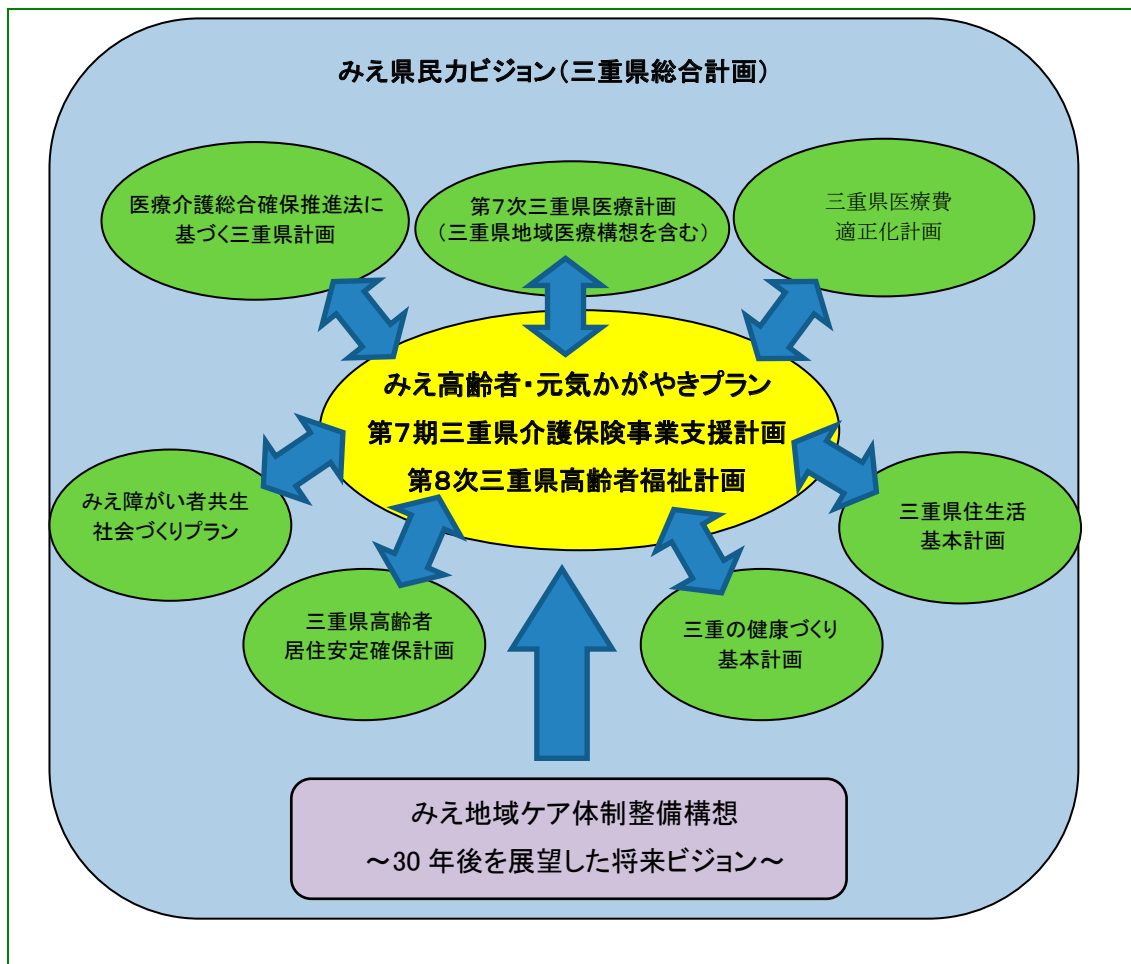 みえ県民力ビジョン(三重県総合計画)
医療介護総合確保推進法に
基づく三重県計画
第7次三重県医療計画
(三重県地域医療構想を含む)
三重県医療費
適正化計画
みえ高齢者・元気かがやきプラン
第7期三重県介護保険事業支援計画
第8次三重県高齢者福祉計画
みえ障がい者共生
社会づくりプラン
三重県住生活
基本計画
三重県高齢者
居住安定確保計画
三重の健康づくり
基本計画
みえ地域ケア体制整備構想
～30 年後を展望した将来ビジョン～